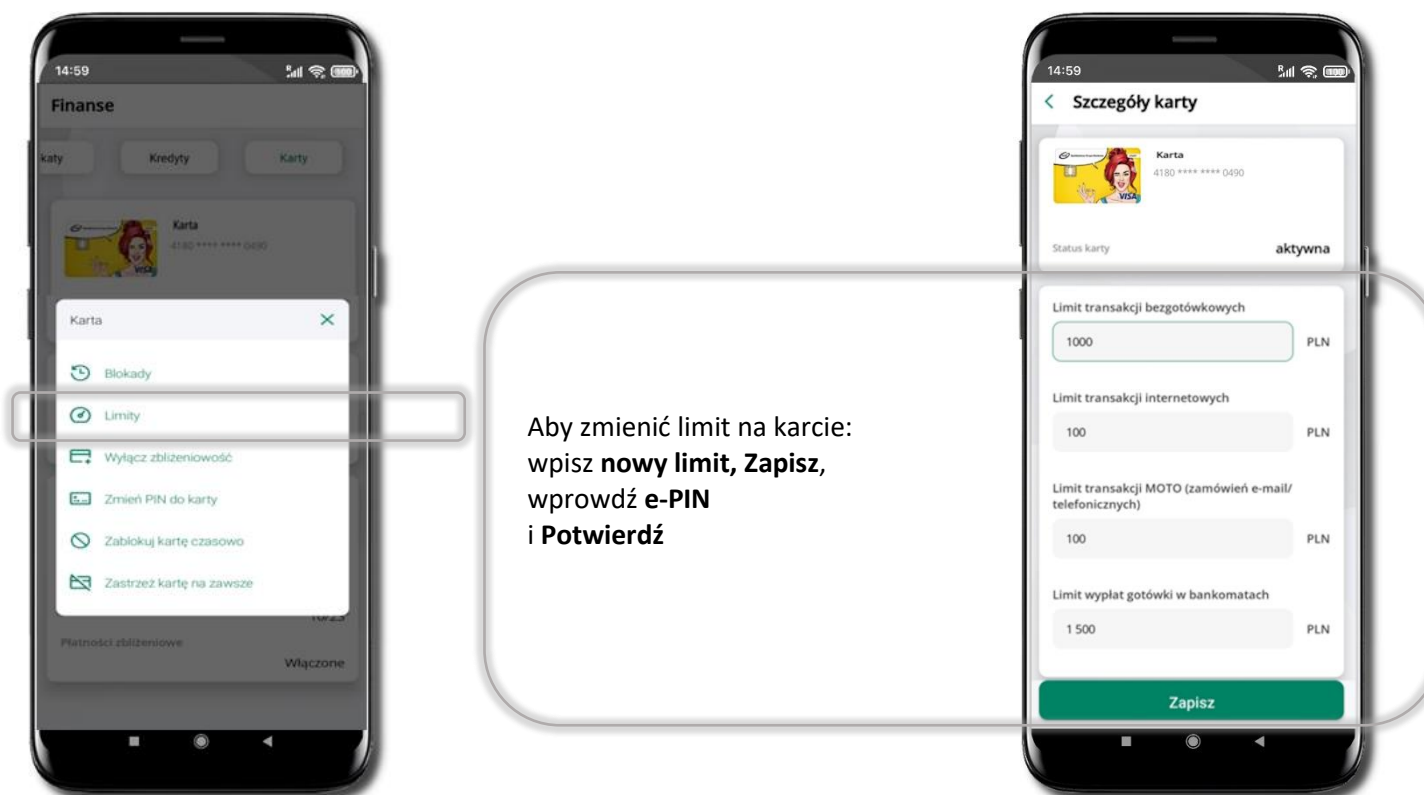 14:59
Finanse
katy
Kredyty
Karty
Karta
4180 **** **** 0490
VISA
Karta
Blokady
Limity
Wyłącz zbliżeniowość
Zmień PIN do karty
Zablokuj kartę czasowo
Zastrzeż kartę na zawsze
Płatności zbliżeniowe
Włączone
Aby zmienić limit na karcie:
wpisz nowy limit, Zapisz,
wprowdź e-PIN
i Potwierdź
14:59
Szczegóły karty
Karta
4180 **** **** 0490
VISA
Status karty
aktywna
Limit transakcji bezgotówkowych
1000 PLN
Limit transakcji internetowych
100 PLN
Limit transakcji MOTO (zamówień e-mail/
telefonicznych)
100 PLN
Limit wypłat gotówki w bankomatach
1 500 PLN
Zapisz